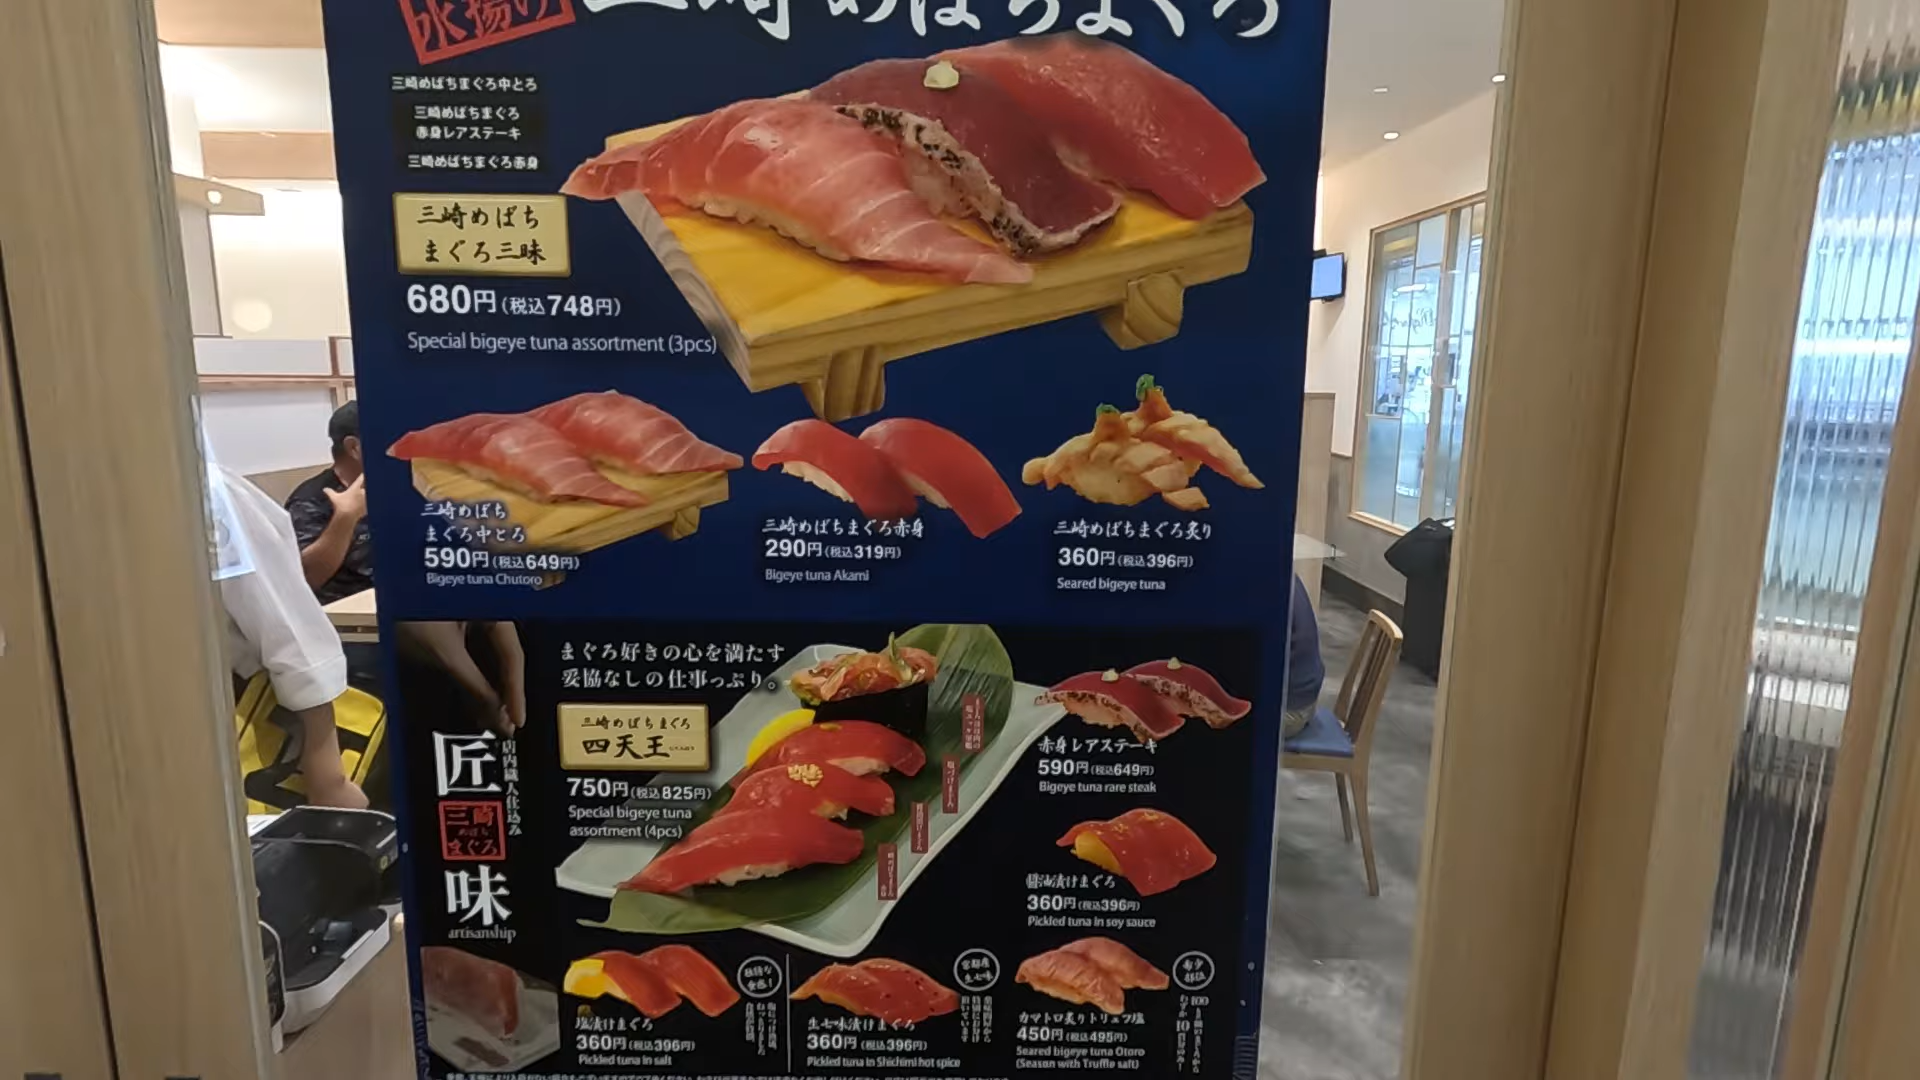 水揚げ
三崎めばちまぐろ
三崎めばちまぐろ中とろ
三崎めばちまぐろ
赤身レアステーキ
三崎めばちまぐろ赤身
三崎めばち
まぐろ三昧
680円(税込748円)
Special bigeye tuna assortment (3pcs)
三崎めばち
まぐろ中とろ
590円(税込649円)
Bigeye tuna Chutoro
三崎めばちまぐろ赤身
290円(税込319円)
Bigeye tuna Akami
三崎めばちまぐろ炙り
360円(税込396円)
Seared bigeye tuna
まぐろ好きの心を満たす
妥協なしの仕事っぷり。
三崎めばちまぐろ
四天王
750円(税込825円)
Special bigeye tuna
assortment (4pcs)
匠
三崎
めばち
まぐろ
味
artisanship
店内職人仕込み
赤身レアステーキ
590円(税込649円)
Bigeye tuna rare steak
醤油漬けまぐろ
360円(税込396円)
Pickled tuna in soy sauce
塩漬けまぐろ
360円(税込396円)
Pickled tuna in salt
生七味漬けまぐろ
360円(税込396円)
Pickled tuna in Shichimi hot spice
カマトロ炙りトリュフ塩
450円(税込495円)
Seared bigeye tuna Otoro
(Season with Truffle salt)